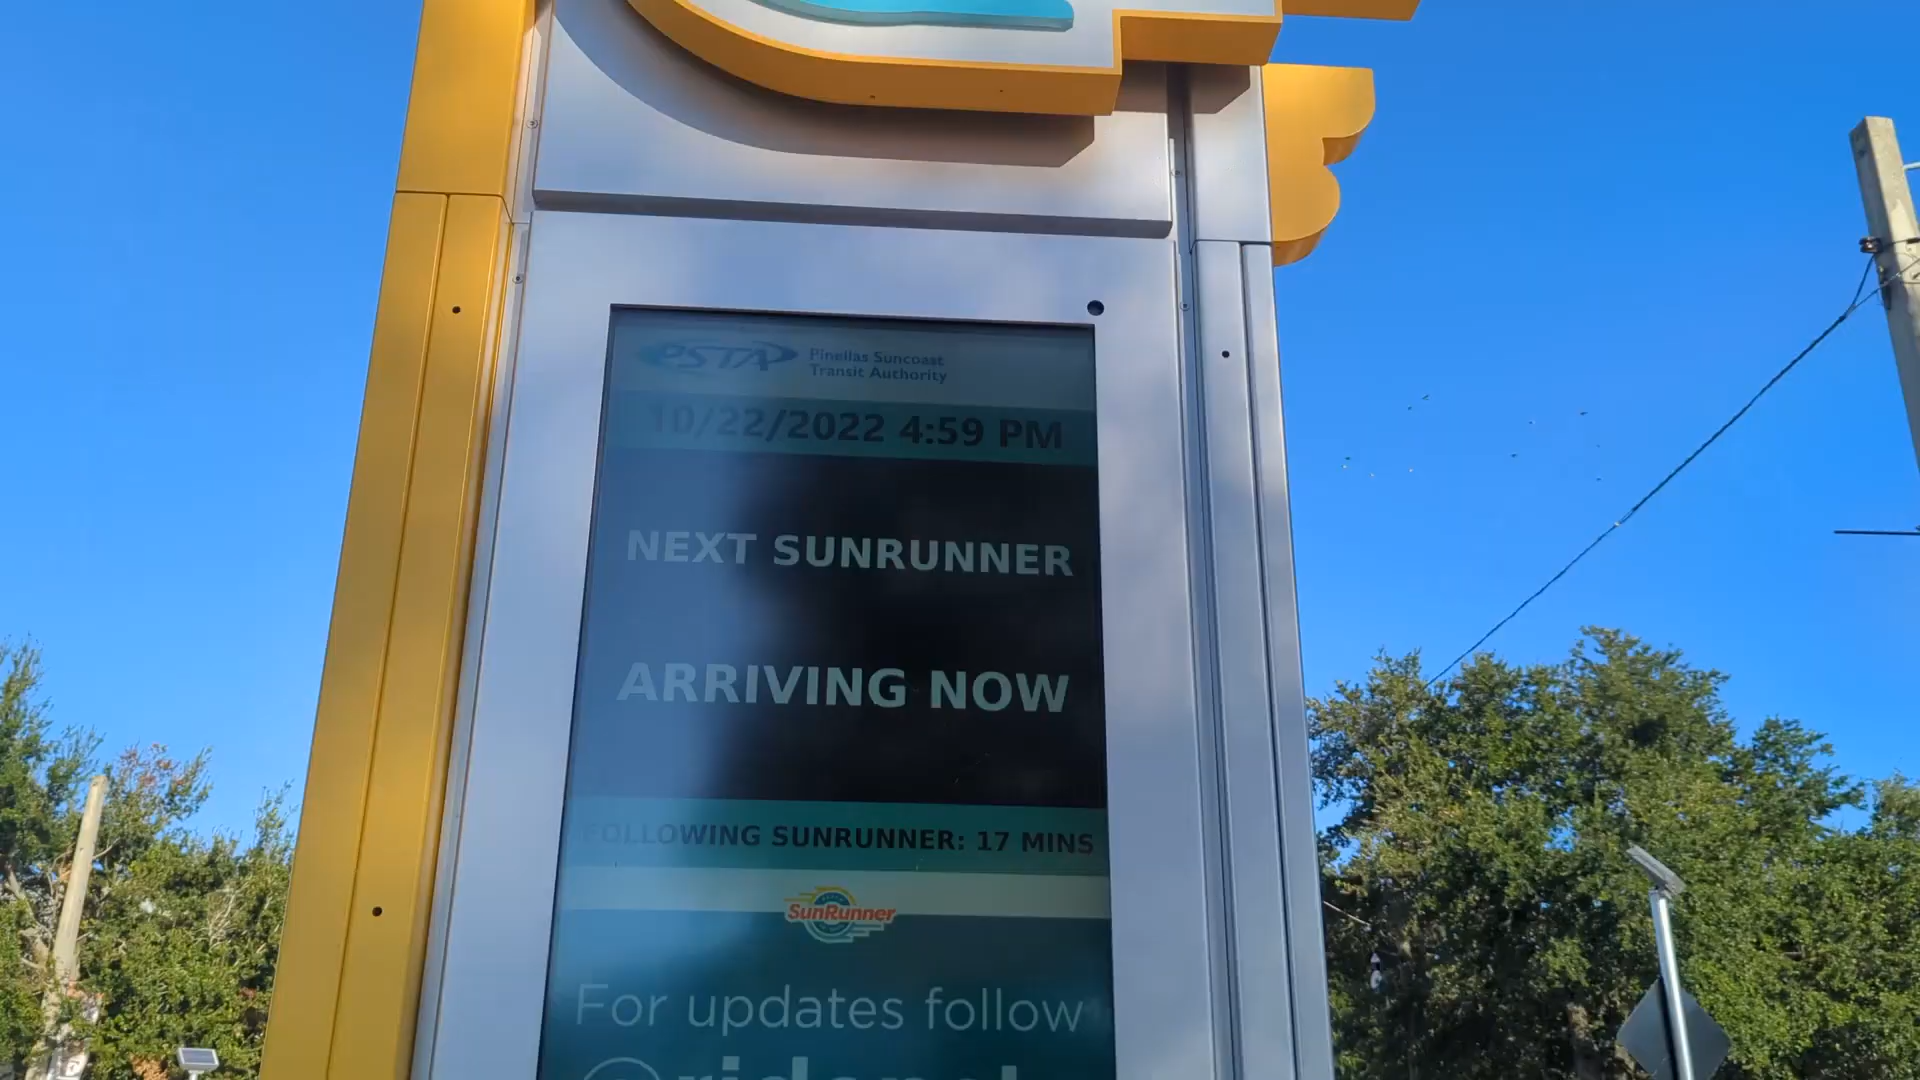 PSTA
Pinellas Suncoast
Transit Authority
10/22/2022 4:59 PM
NEXT SUNRUNNER
ARRIVING NOW
FOLLOWING SUNRUNNER: 17 MINS
SunRunner
For updates follow